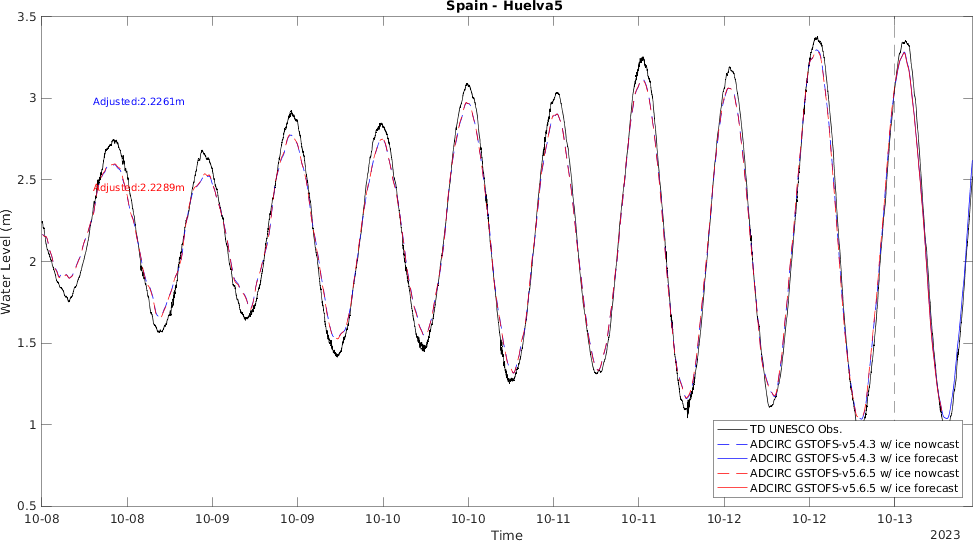 Spain - Huelva5
3.5
3
2.5
2
1.5
1
0.5
Water Level (m)
Adjusted:2.2261m
Adjusted:2.2289m
TD UNESCO Obs.
ADCIRC GSTOFS-v5.4.3 w/ ice nowcast
ADCIRC GSTOFS-v5.4.3 w/ ice forecast
ADCIRC GSTOFS-v5.6.5 w/ ice nowcast
ADCIRC GSTOFS-v5.6.5 w/ ice forecast
10-08 10-08 10-09 10-09 10-10 10-10 10-11 10-11 10-12 10-12 10-13
Time
2023